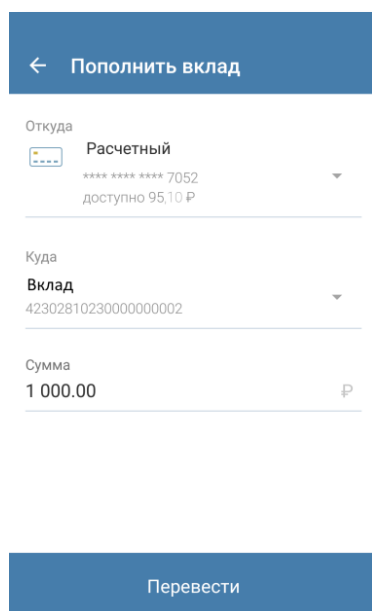 Пополнить вклад
Откуда
Расчетный
**** **** **** 7052
доступно 95,10 ₽
Куда
Вклад
42302810230000000002
Сумма
1 000.00 ₽
Перевести